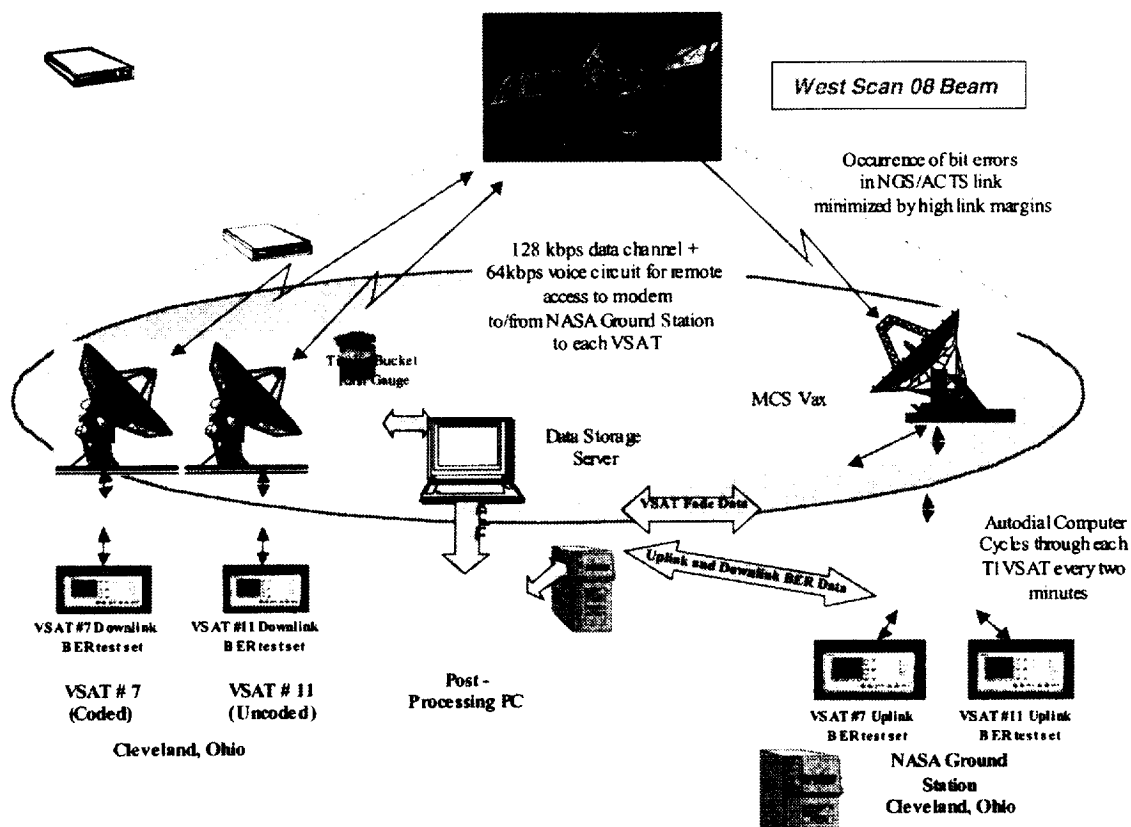 West Scan 08 Beam
Occurrence of bit errors
in NGS/ACTS link
minimized by high link margins
128 kbps data channel +
64kbps voice circuit for remote
access to modem
to/from NASA Ground Station
to each VSAT
Bucket
Gauge
MCS Vax
Data Storage
Server
VSAT Fade Data
Uplink and Downlink BER Data
Autodial Computer
Cycles through each
T1 VSAT every two
minutes
VSAT #7 Downlink
BER test set
VSAT #11 Downlink
BER test set
VSAT # 7
(Coded)
VSAT # 11
(Uncoded)
Cleveland, Ohio
Post -
Processing PC
VSAT #7 Uplink
BER test set
VSAT #11 Uplink
BER test set
NASA Ground
Station
Cleveland, Ohio